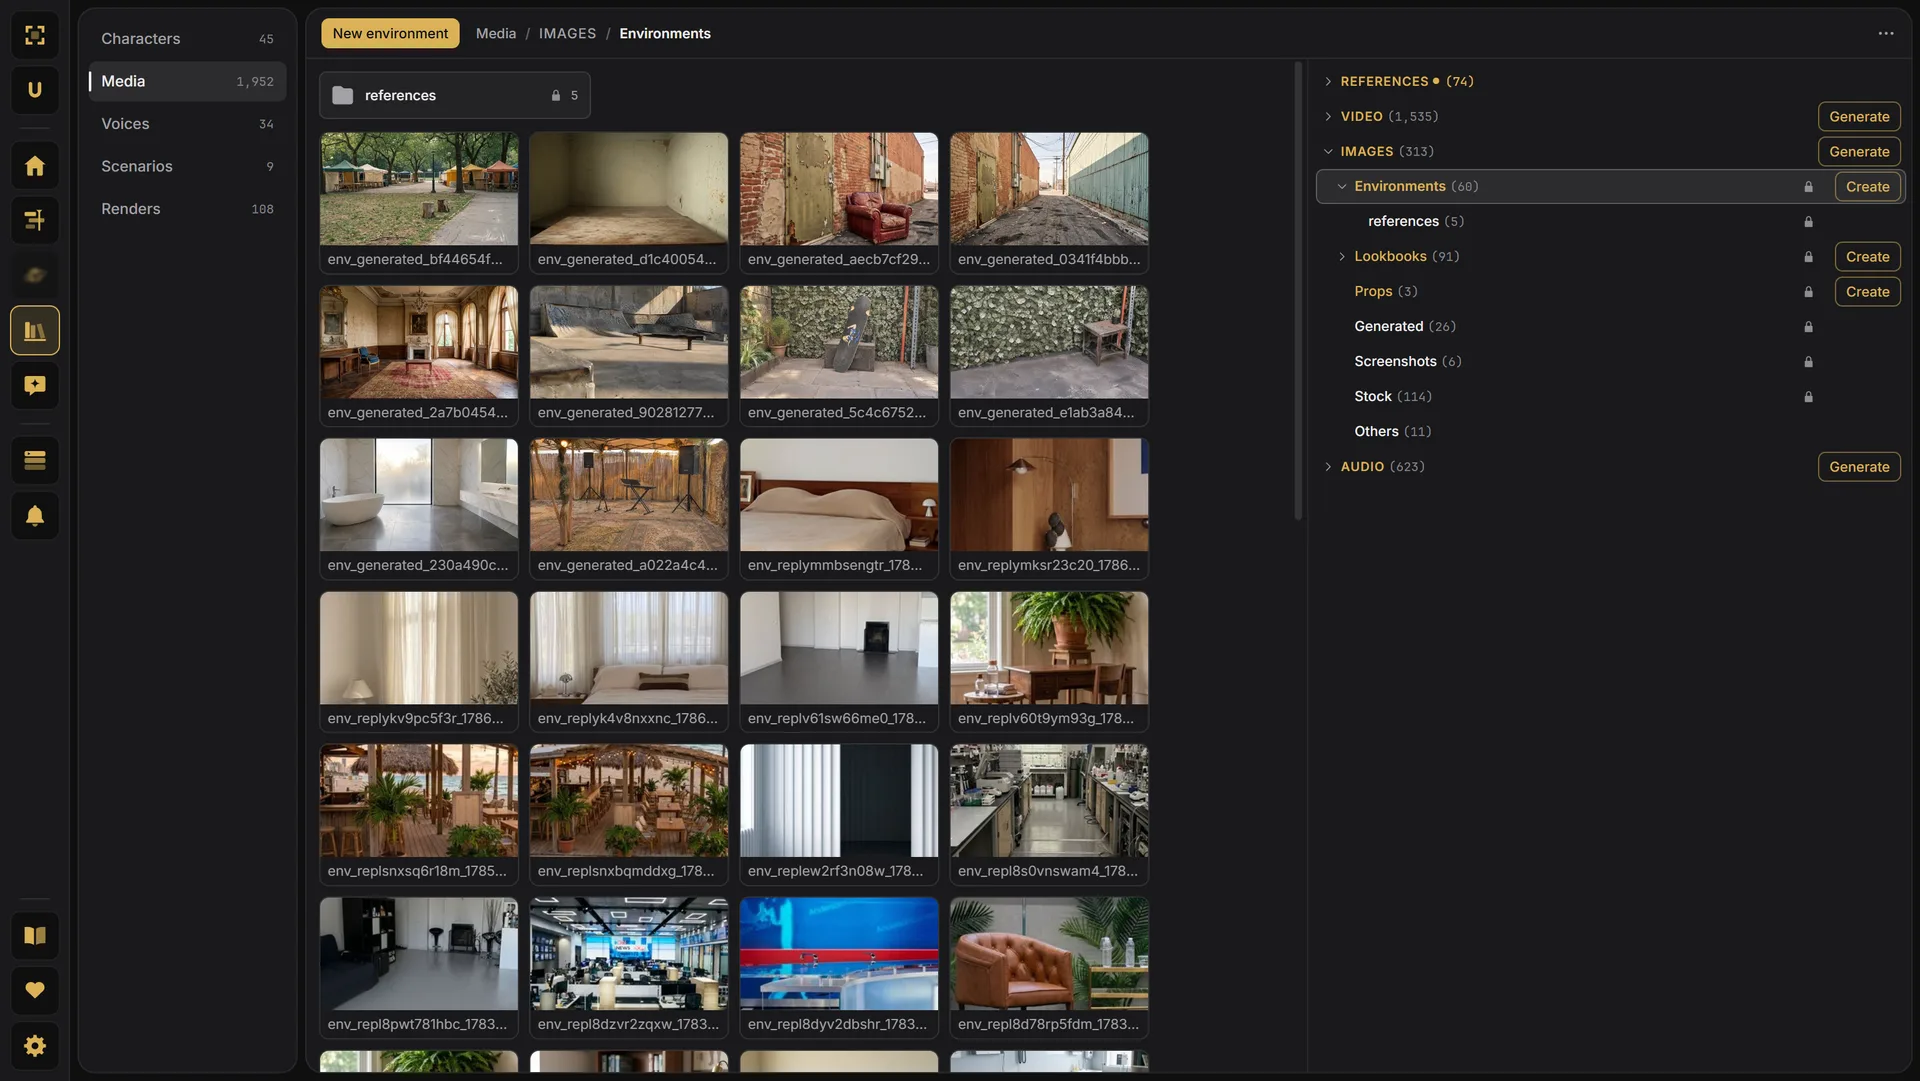 U
Characters 45
Media 1,952
Voices 34
Scenarios 9
Renders 108
New environment Media / IMAGES / Environments
references 5
env_generated_bf44654f... env_generated_d1c40054... env_generated_aecb7cf29... env_generated_0341f4bbb...
env_generated_2a7b0454... env_generated_90281277... env_generated_5c4c6752... env_generated_e1ab3a84...
env_generated_230a490c... env_generated_a022a4c4... env_replymmbsengtr_178... env_replymksr23c20_1786...
env_replykv9pc5f3r_1786... env_replyk4v8nxxnc_1786... env_replv61sw66me0_178... env_replv60t9ym93g_178...
env_replsnxsq6r18m_1785... env_replsnxbqmddxg_178... env_replew2rf3n08w_178... env_repl8s0vnswam4_178...
NEWS
env_repl8pwt781hbc_1783... env_repl8dzvr2zqxw_1783... env_repl8dyv2dbshr_1783... env_repl8d78rp5fdm_1783...
REFERENCES • (74)
VIDEO (1,535) Generate
IMAGES (313) Generate
Environments (60) Create
references (5)
Lookbooks (91) Create
Props (3) Create
Generated (26)
Screenshots (6)
Stock (114)
Others (11)
AUDIO (623) Generate